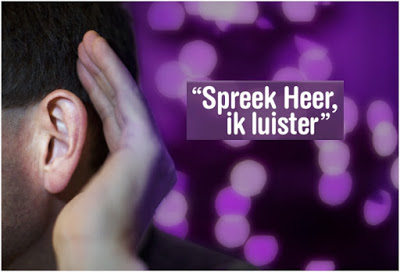 “Spreek Heer,
ik luister”